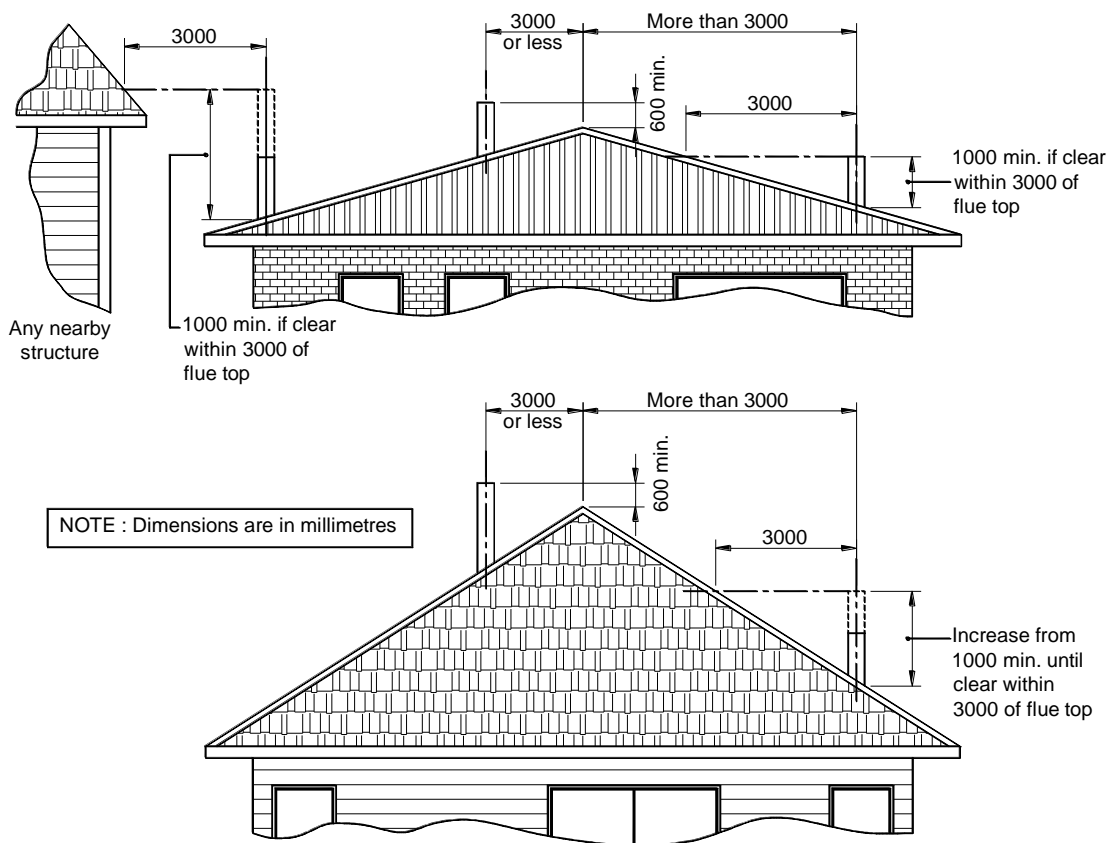 3000
3000
or less
More than 3000
600 min.
3000
1000 min. if clear
within 3000 of
flue top
Any nearby
structure
1000 min. if clear
within 3000 of
flue top
3000
or less
More than 3000
600 min.
NOTE : Dimensions are in millimetres
3000
Increase from
1000 min. until
clear within
3000 of flue top